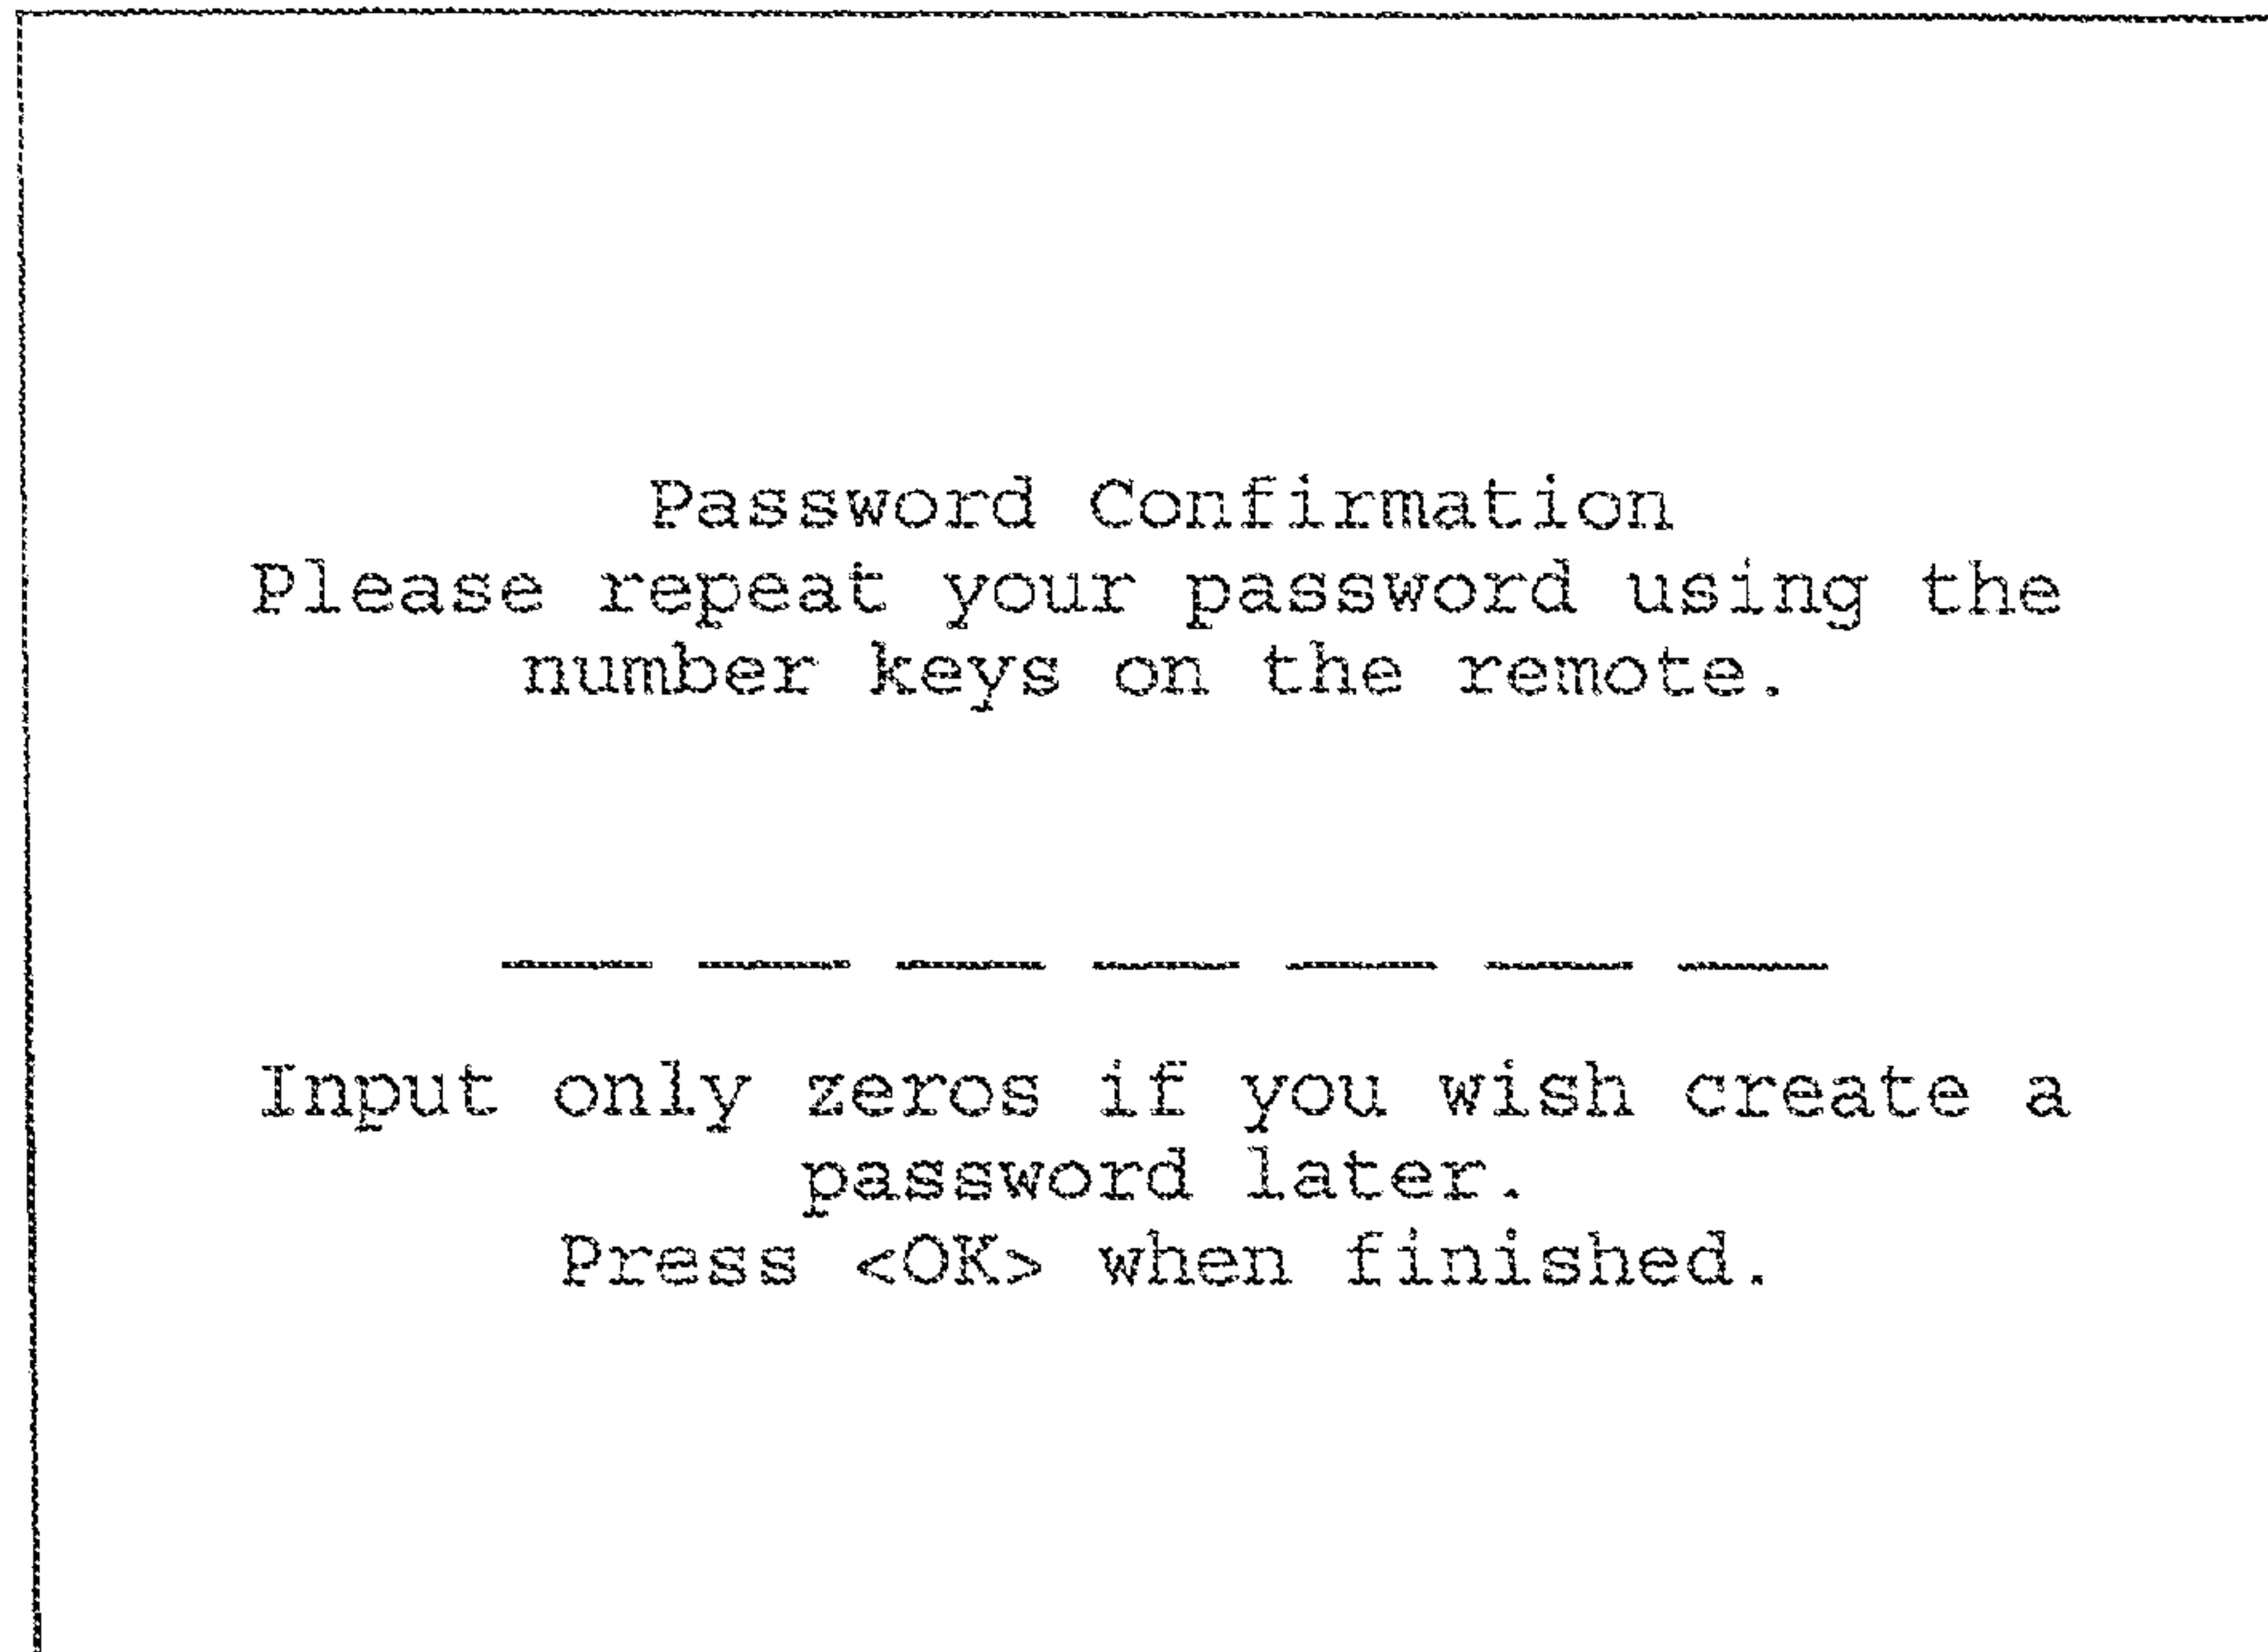 Password Confirmation
Please repeat your password using the
number keys on the remote.
_ _ _ _ _ _ _
Input only zeros if you wish create a
password later.
Press <OK> when finished.